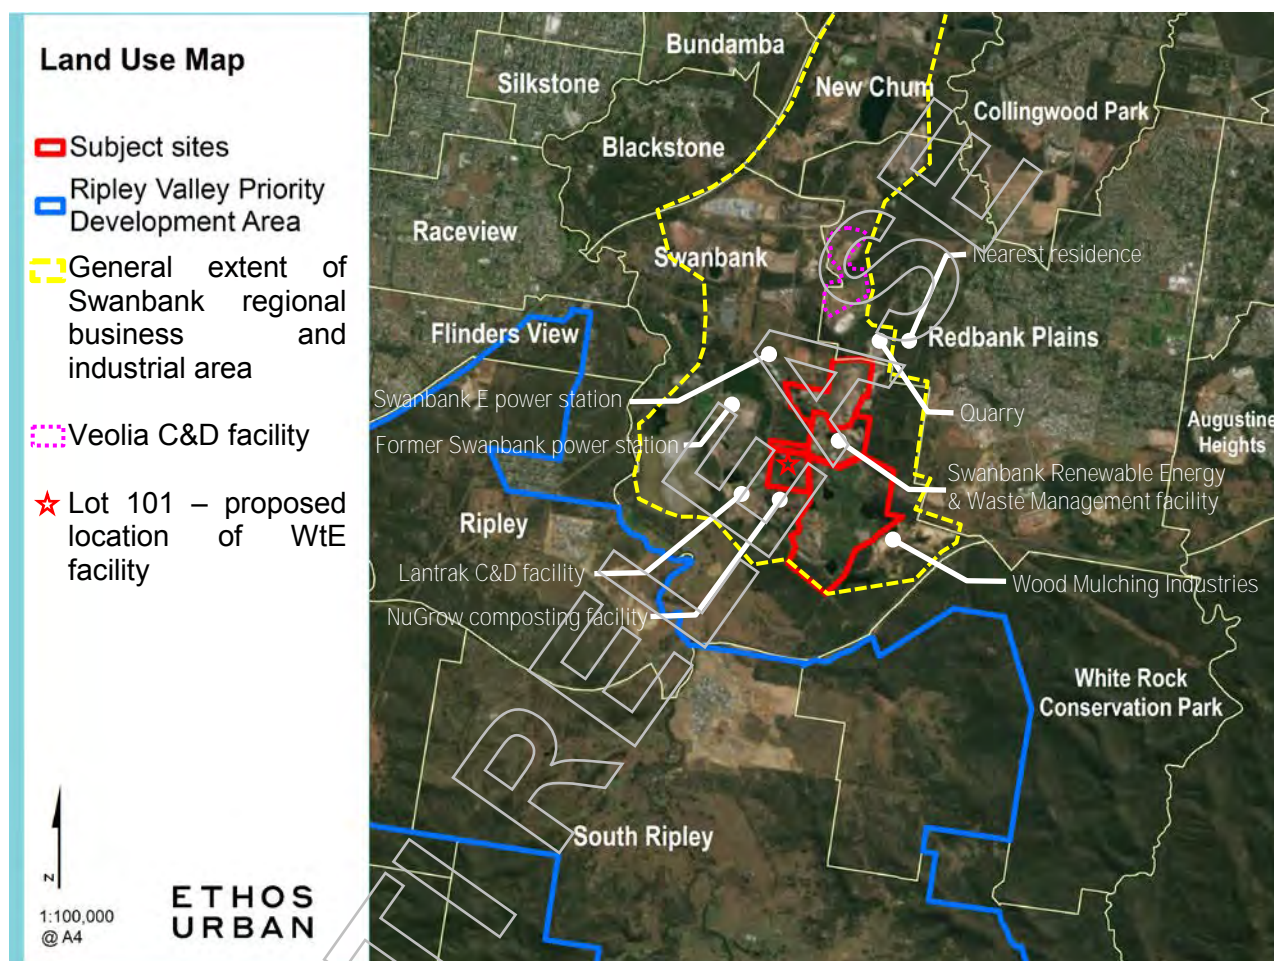 Land Use Map
Subject sites
Ripley Valley Priority
Development Area
General extent of
Swanbank regional
business and
industrial area
Veolia C&D facility
Lot 101 – proposed
location of WtE
facility
N
1:100,000
@ A4
ETHOS
URBAN
Bundamba
Silkstone
New Chum
Collingwood Park
Blackstone
Raceview
Swanbank
Nearest residence
Flinders View
Redbank Plains
Swanbank E power station
Quarry
Augustine
Heights
Former Swanbank power station
Swanbank Renewable Energy
& Waste Management facility
Ripley
Lantrak C&D facility
Wood Mulching Industries
NuGrow composting facility
White Rock
Conservation Park
South Ripley